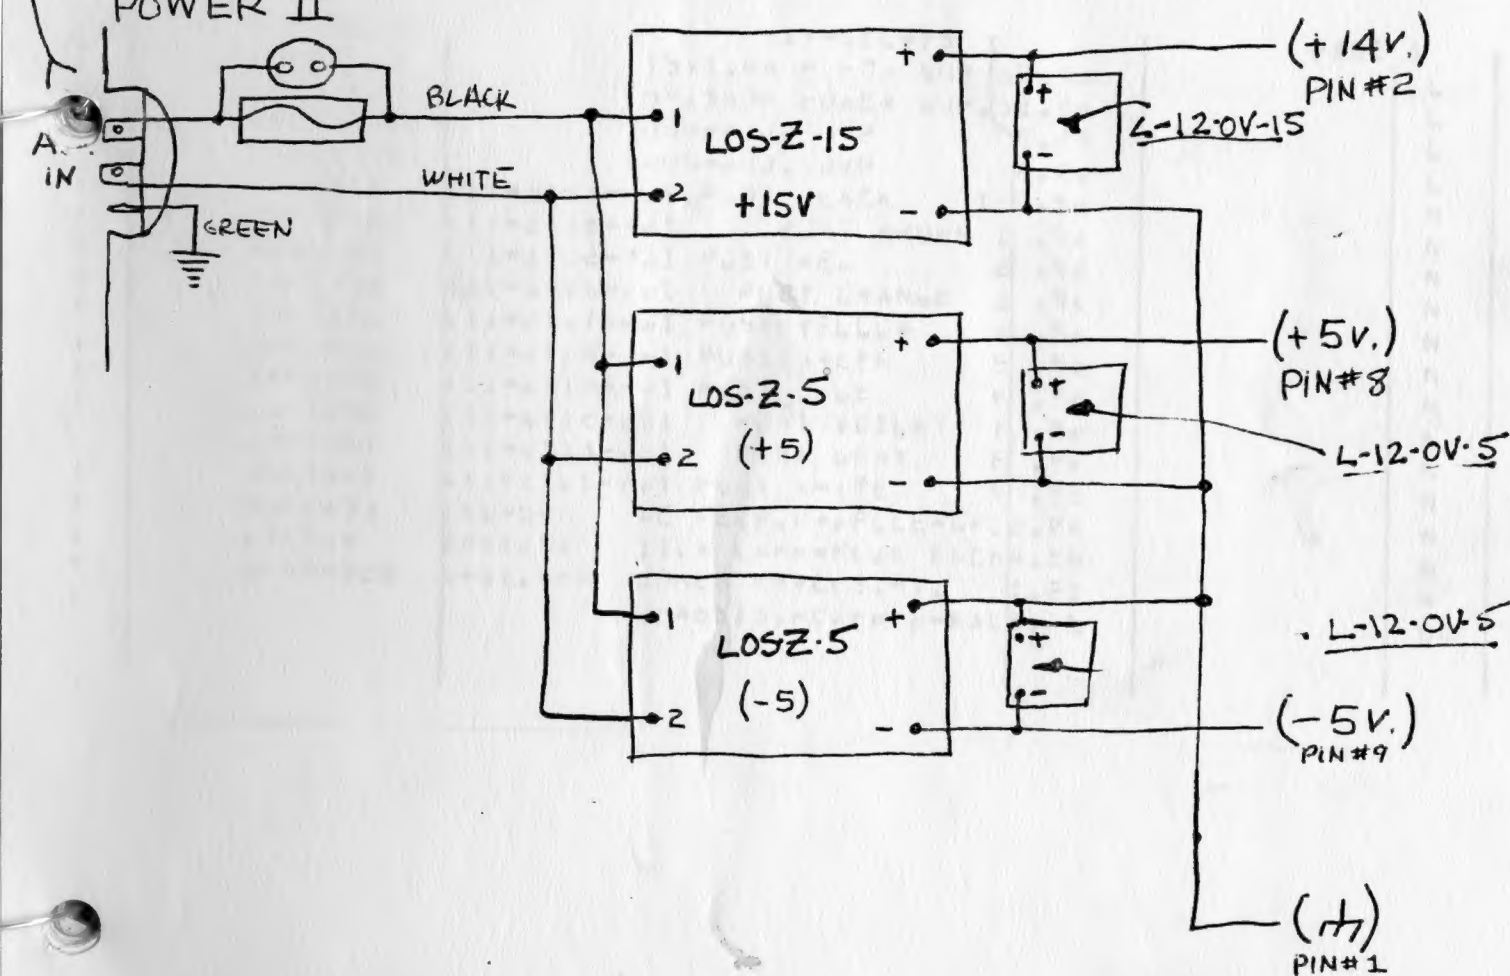 POWER II
A.
IN
GREEN
BLACK
WHITE
1
2
LOS-Z-15
+15V
+
-
+
-
L-12-OV-15
(+14V.)
PIN #2
1
2
LOS-Z-5
(+5)
+
-
+
-
L-12-OV-5
(+5V.)
PIN #8
1
2
LOS-Z-5
(-5)
+
-
+
-
L-12-OV-5
(-5V.)
PIN #9
PIN #1